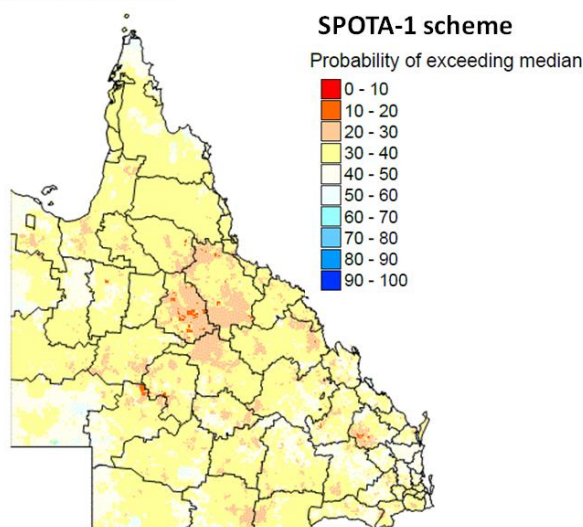 SPOTA-1 scheme
Probability of exceeding median
0 - 10
10 - 20
20 - 30
30 - 40
40 - 50
50 - 60
60 - 70
70 - 80
80 - 90
90 - 100